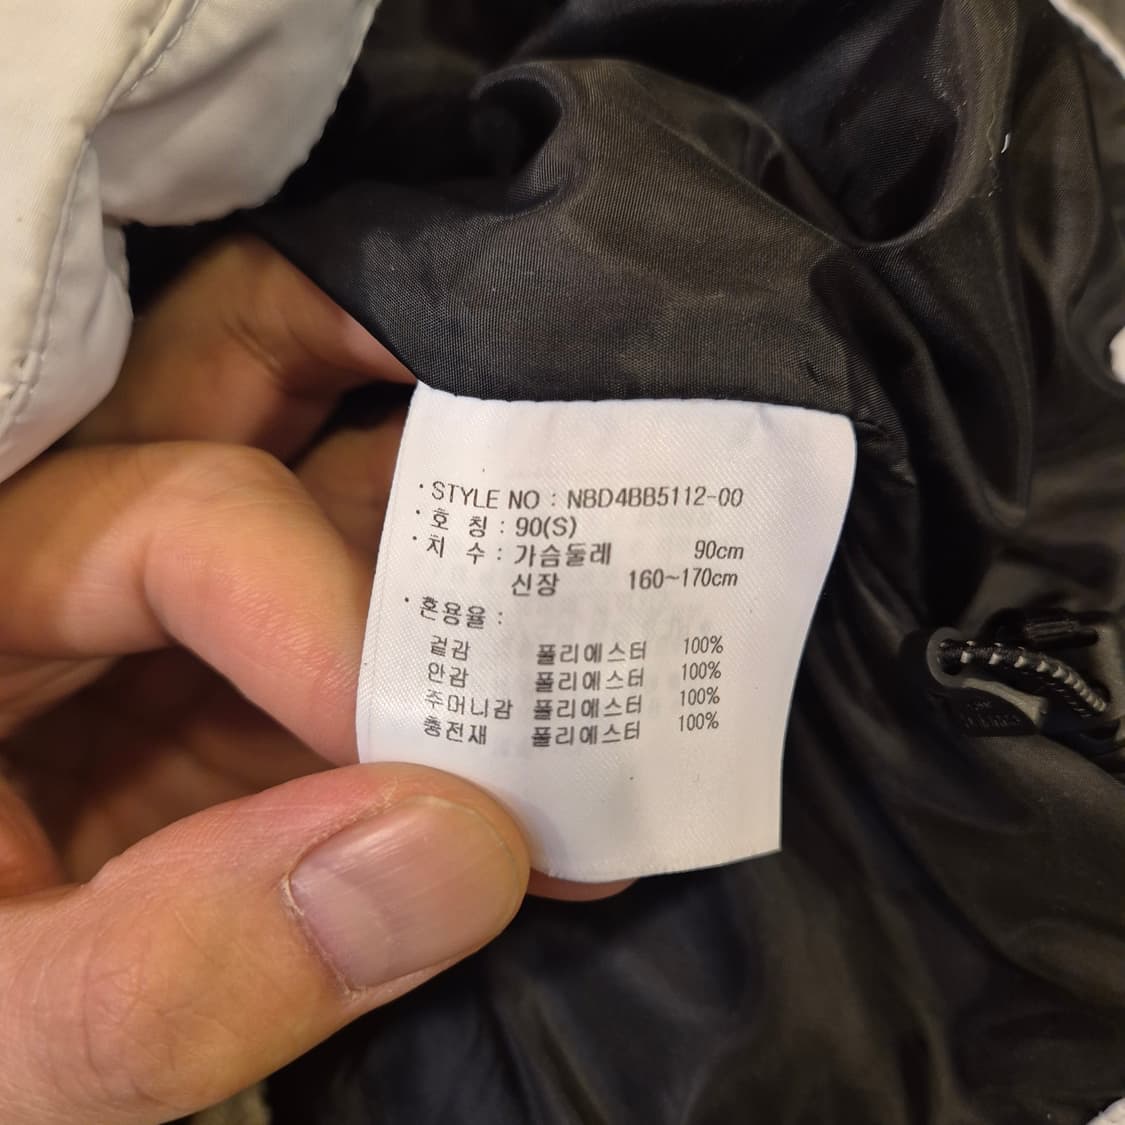 · STYLE NO : NBD4BB5112-00
· 호 칭 : 90(S)
· 치 수 : 가슴둘레 90cm
신장 160~170cm
· 혼용율 :
겉감 폴리에스터 100%
안감 폴리에스터 100%
주머니감 폴리에스터 100%
충전재 폴리에스터 100%